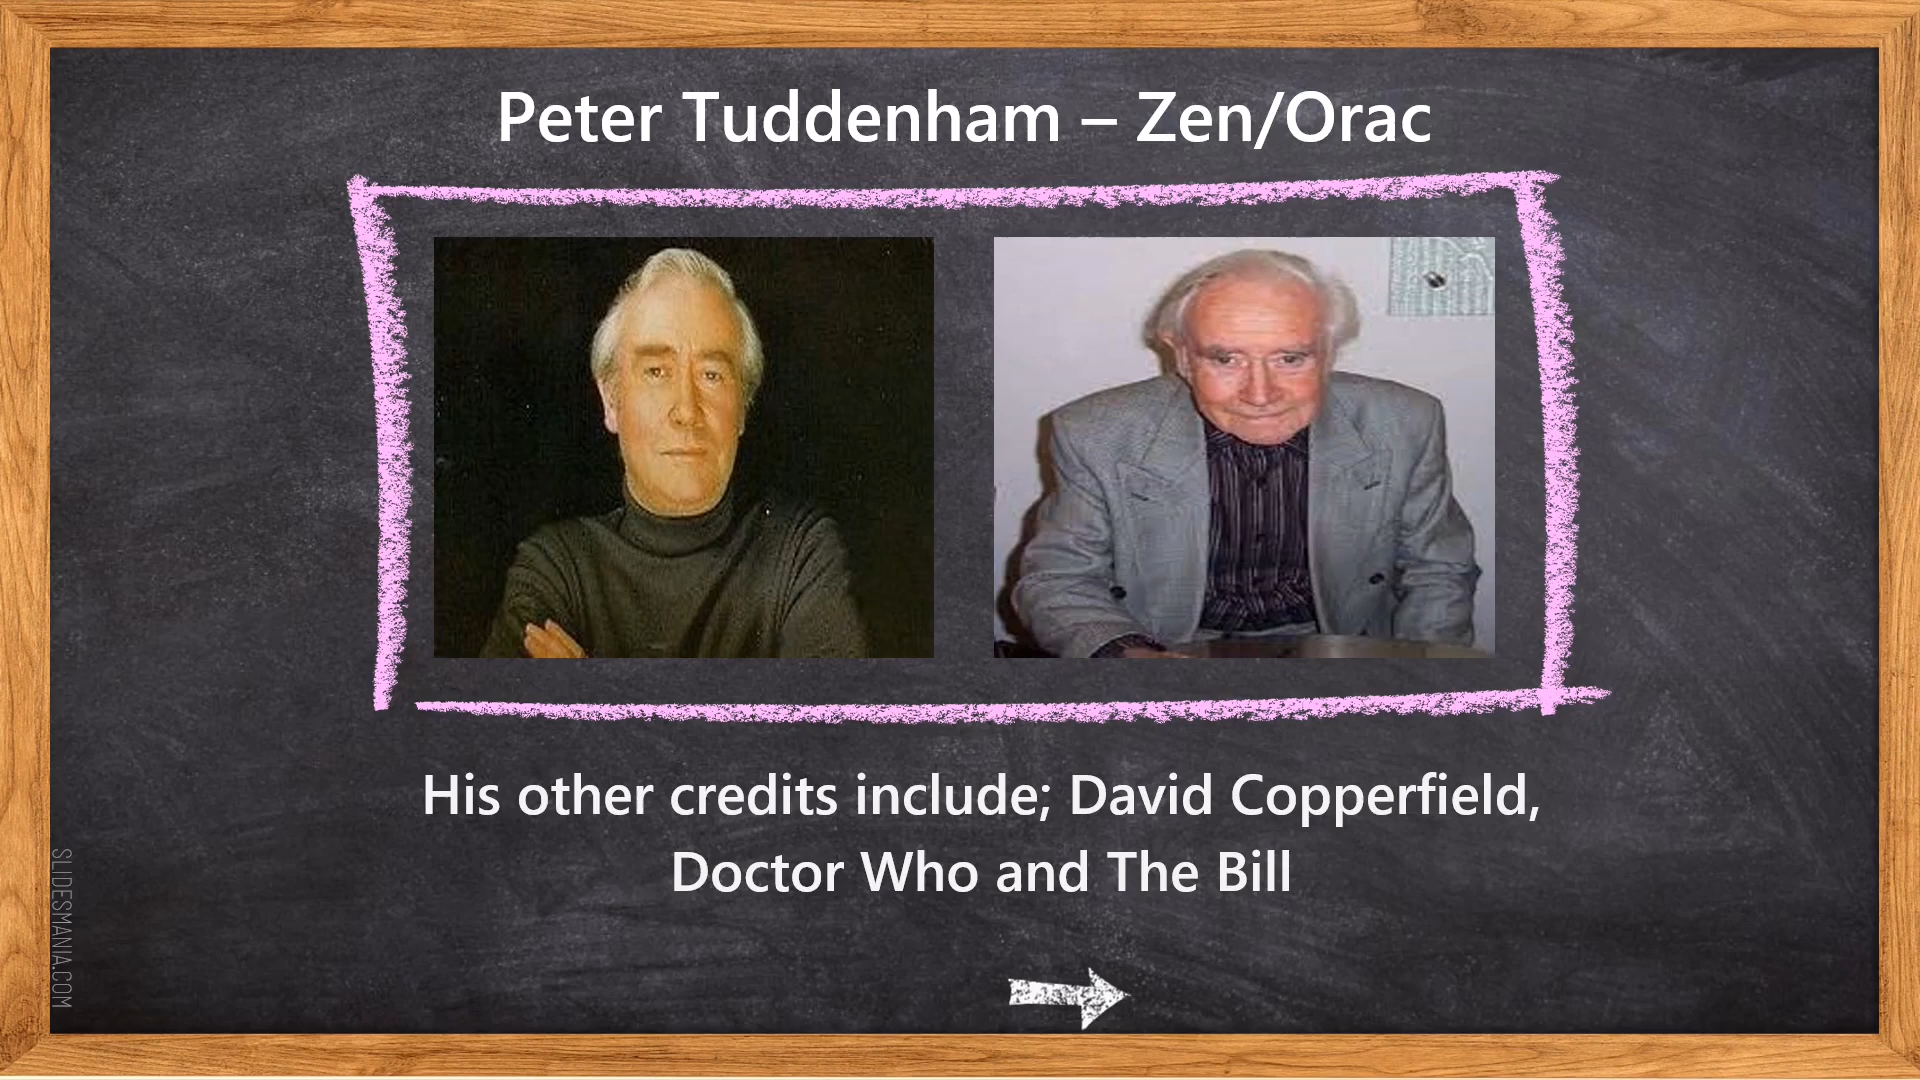 Peter Tuddenham – Zen/Orac
His other credits include; David Copperfield,
Doctor Who and The Bill
SLIDESMANIA.COM